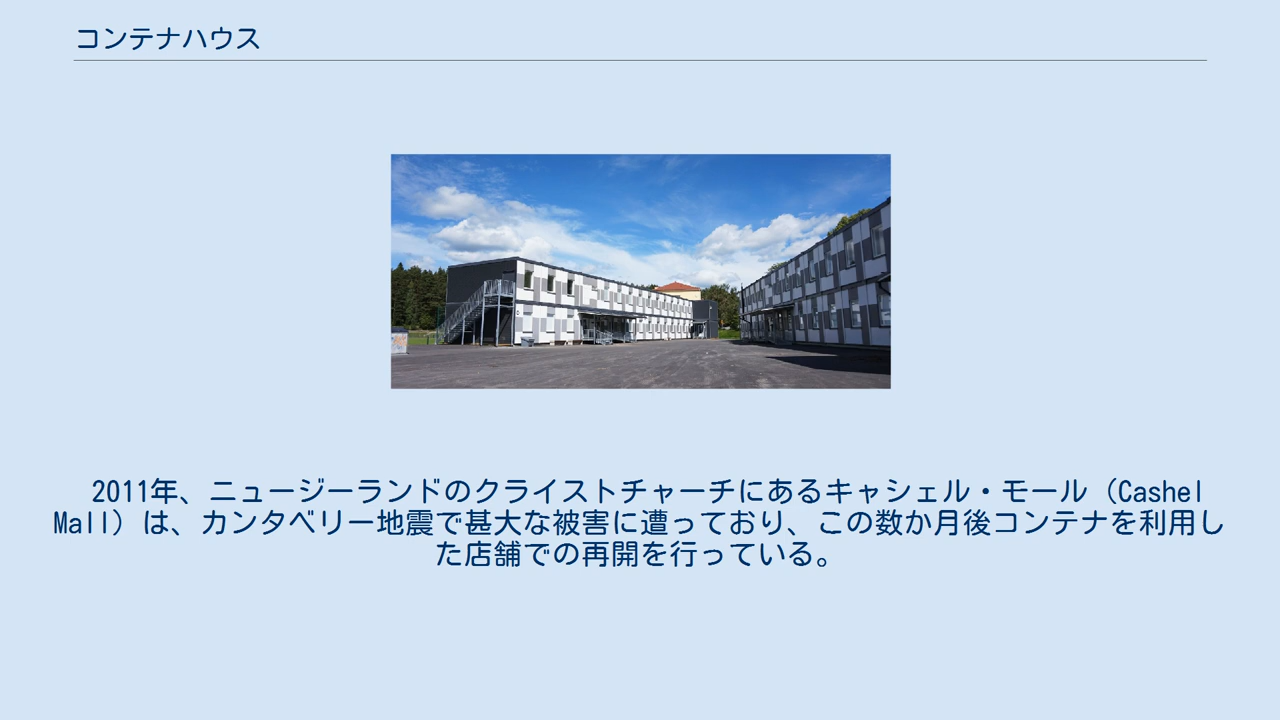 コンテナハウス
2011年、ニュージーランドのクライストチャーチにあるキャシェル・モール（Cashel
Mall）は、カンタベリー地震で甚大な被害に遭っており、この数か月後コンテナを利用し
た店舗での再開を行っている。